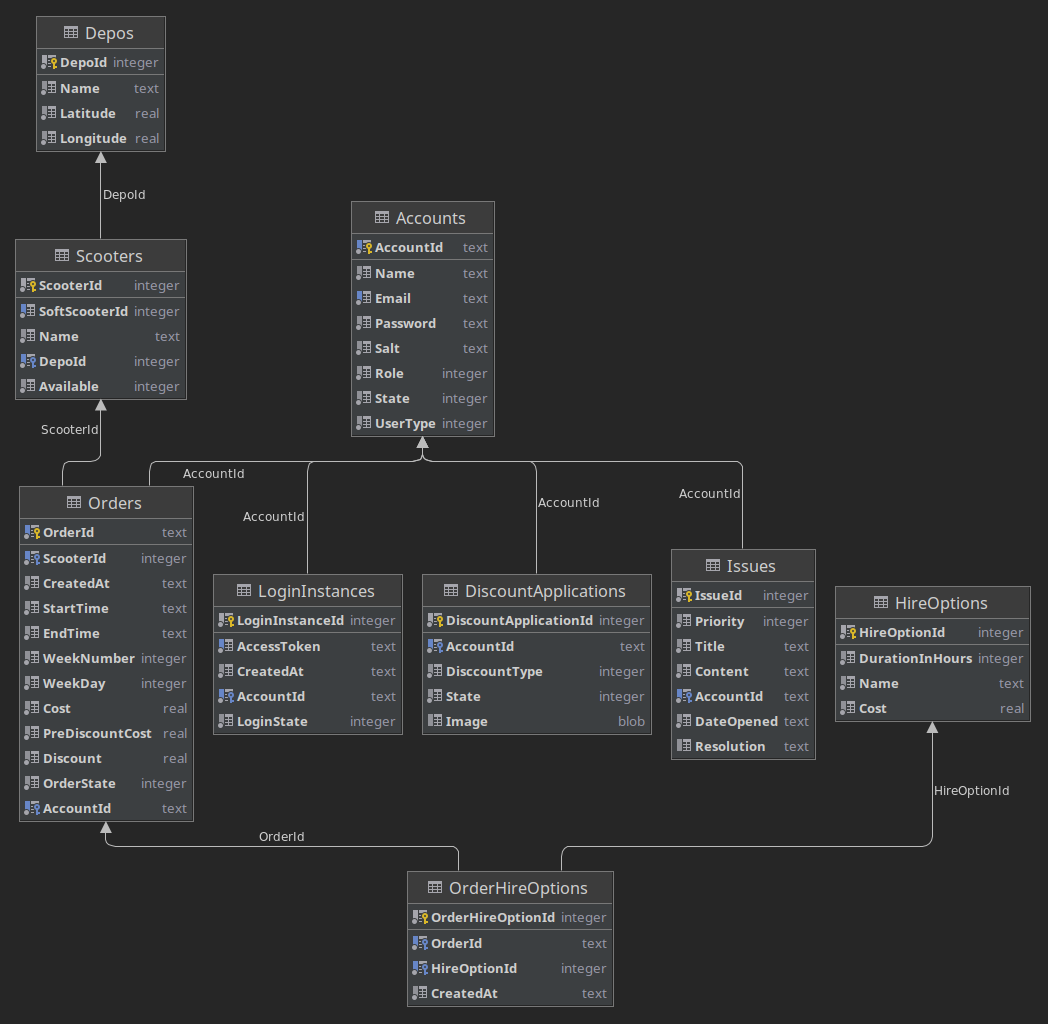 Depos
DepoId integer
Name text
Latitude real
Longitude real
DepoId
Scooters
ScooterId integer
SoftScooterId integer
Name text
DepoId integer
Available integer
Accounts
AccountId text
Name text
Email text
Password text
Salt text
Role integer
State integer
UserType integer
ScooterId
AccountId
AccountId
AccountId
AccountId
Orders
OrderId text
ScooterId integer
CreatedAt text
StartTime text
EndTime text
WeekNumber integer
WeekDay integer
Cost real
PreDiscountCost real
Discount real
OrderState integer
AccountId text
LoginInstances
LoginInstanceId integer
AccessToken text
CreatedAt text
AccountId text
LoginState integer
DiscountApplications
DiscountApplicationId integer
AccountId text
DisccountType integer
State integer
Image blob
Issues
IssueId integer
Priority integer
Title text
Content text
AccountId text
DateOpened text
Resolution text
HireOptions
HireOptionId integer
DurationInHours integer
Name text
Cost real
HireOptionId
OrderId
OrderHireOptions
OrderHireOptionId integer
OrderId text
HireOptionId integer
CreatedAt text